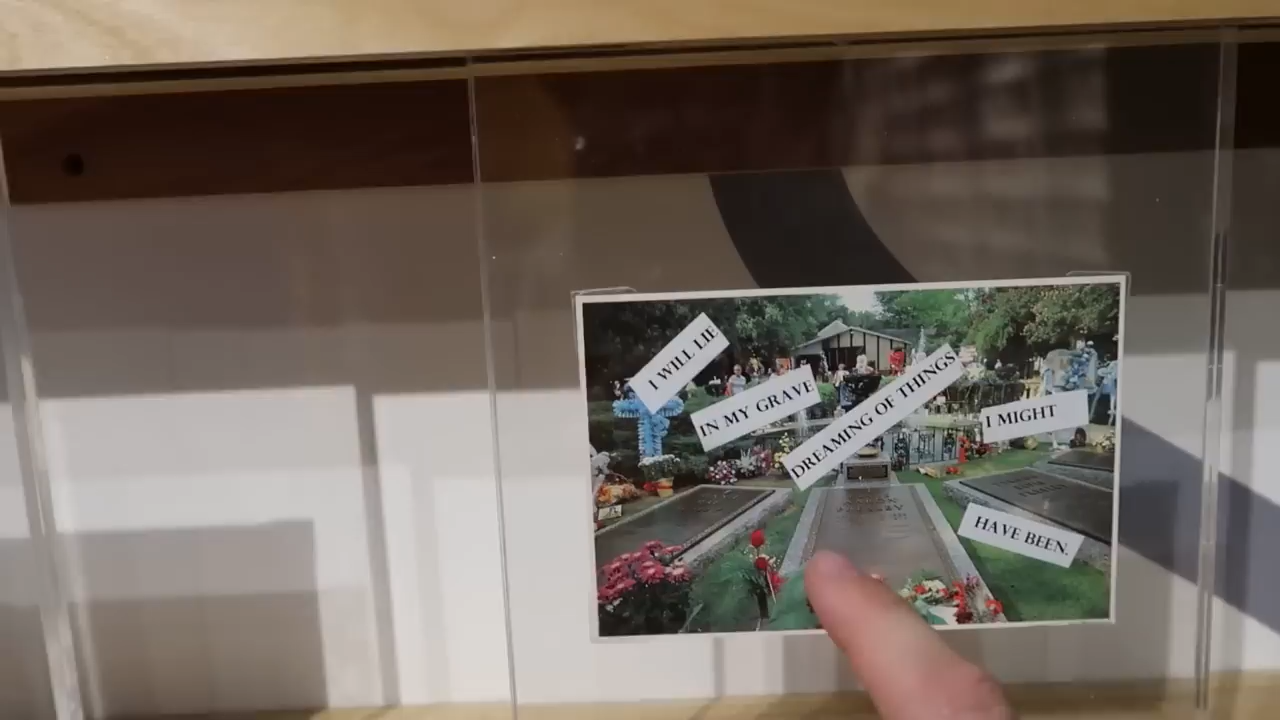 I WILL LIE
IN MY GRAVE
DREAMING OF THINGS
I MIGHT
HAVE BEEN.